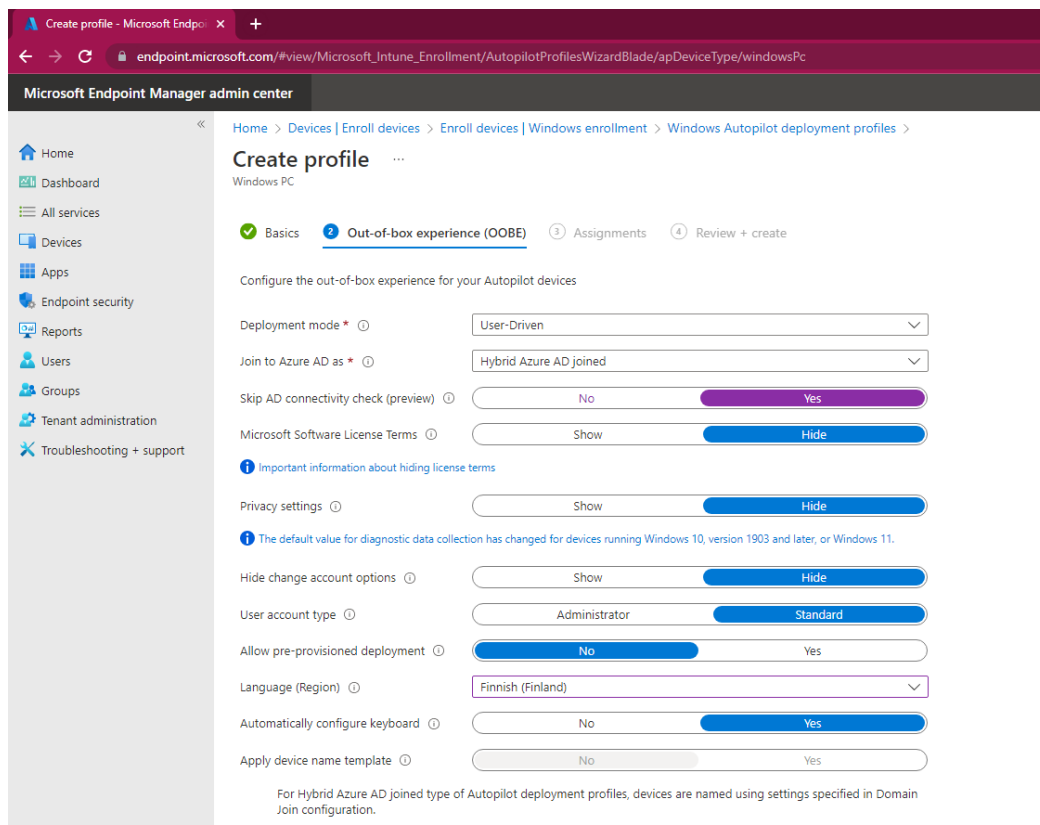 Create profile - Microsoft Endpoi
endpoint.microsoft.com/#view/Microsoft_Intune_Enrollment/AutopilotProfilesWizardBlade/apDeviceType/windowsPc
Microsoft Endpoint Manager admin center
Home
Dashboard
All services
Devices
Apps
Endpoint security
Reports
Users
Groups
Tenant administration
Troubleshooting + support
Home > Devices | Enroll devices > Enroll devices | Windows enrollment > Windows Autopilot deployment profiles >
Create profile ...
Windows PC
Basics 2 Out-of-box experience (OOBE) 3 Assignments 4 Review + create
Configure the out-of-box experience for your Autopilot devices
Deployment mode * User-Driven
Join to Azure AD as * Hybrid Azure AD joined
Skip AD connectivity check (preview) No Yes
Microsoft Software License Terms Show Hide
Important information about hiding license terms
Privacy settings Show Hide
The default value for diagnostic data collection has changed for devices running Windows 10, version 1903 and later, or Windows 11.
Hide change account options Show Hide
User account type Administrator Standard
Allow pre-provisioned deployment No Yes
Language (Region) Finnish (Finland)
Automatically configure keyboard No Yes
Apply device name template No Yes
For Hybrid Azure AD joined type of Autopilot deployment profiles, devices are named using settings specified in Domain
Join configuration.